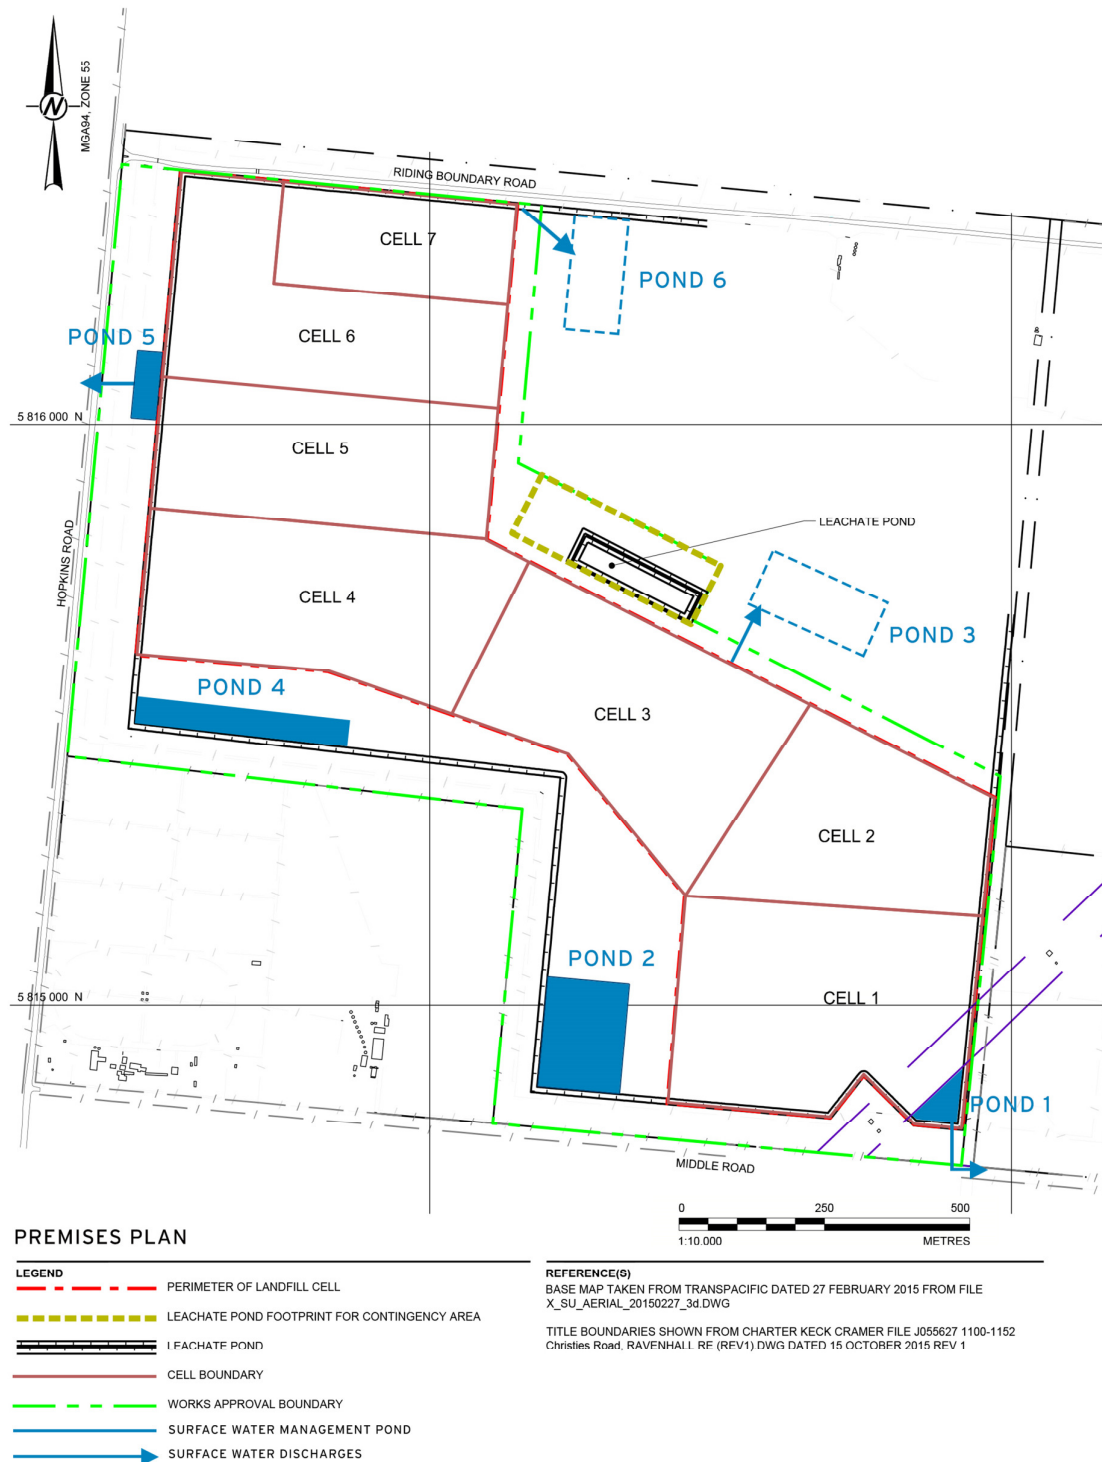 N
MGA94, ZONE 55
RIDING BOUNDARY ROAD
CELL 7
POND 6
CELL 6
POND 5
5 816 000 N
CELL 5
LEACHATE POND
HOPKINS ROAD
CELL 4
POND 3
POND 4
CELL 3
CELL 2
POND 2
5 815 000 N
CELL 1
POND 1
MIDDLE ROAD
0 250 500
1:10.000 METRES
PREMISES PLAN
LEGEND
PERIMETER OF LANDFILL CELL
LEACHATE POND FOOTPRINT FOR CONTINGENCY AREA
LEACHATE POND
CELL BOUNDARY
WORKS APPROVAL BOUNDARY
SURFACE WATER MANAGEMENT POND
SURFACE WATER DISCHARGES
REFERENCE(S)
BASE MAP TAKEN FROM TRANSPACIFIC DATED 27 FEBRUARY 2015 FROM FILE
X_SU_AERIAL_20150227_3d.DWG
TITLE BOUNDARIES SHOWN FROM CHARTER KECK CRAMER FILE J055627 1100-1152
Christies Road, RAVENHALL RE (REV1).DWG DATED 15 OCTOBER 2015 REV 1